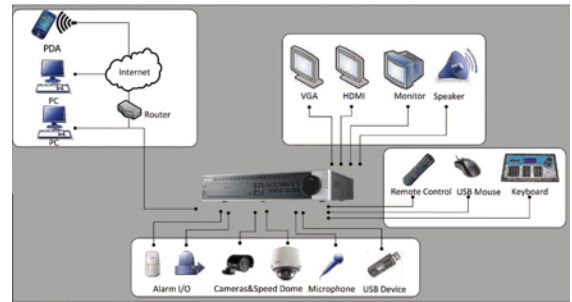 PDA
Internet
PC
Router
PC
VGA HDMI Monitor Speaker
Remote Control USB Mouse Keyboard
Alarm I/O Cameras&Speed Dome Microphone USB Device